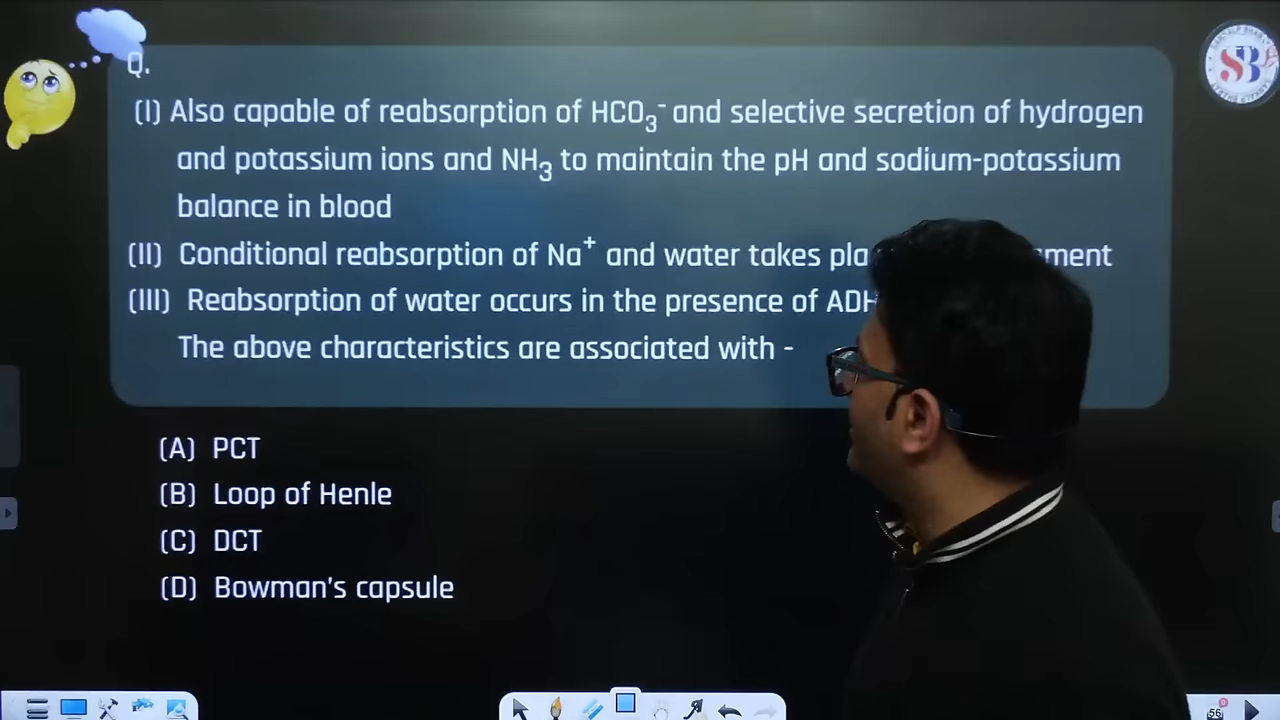 Q.
(I) Also capable of reabsorption of HCO₃⁻ and selective secretion of hydrogen
and potassium ions and NH₃ to maintain the pH and sodium-potassium
balance in blood
(II) Conditional reabsorption of Na⁺ and water takes
(III) Reabsorption of water occurs in the presence of ADH
The above characteristics are associated with -
(A) PCT
(B) Loop of Henle
(C) DCT
(D) Bowman's capsule
SB
56